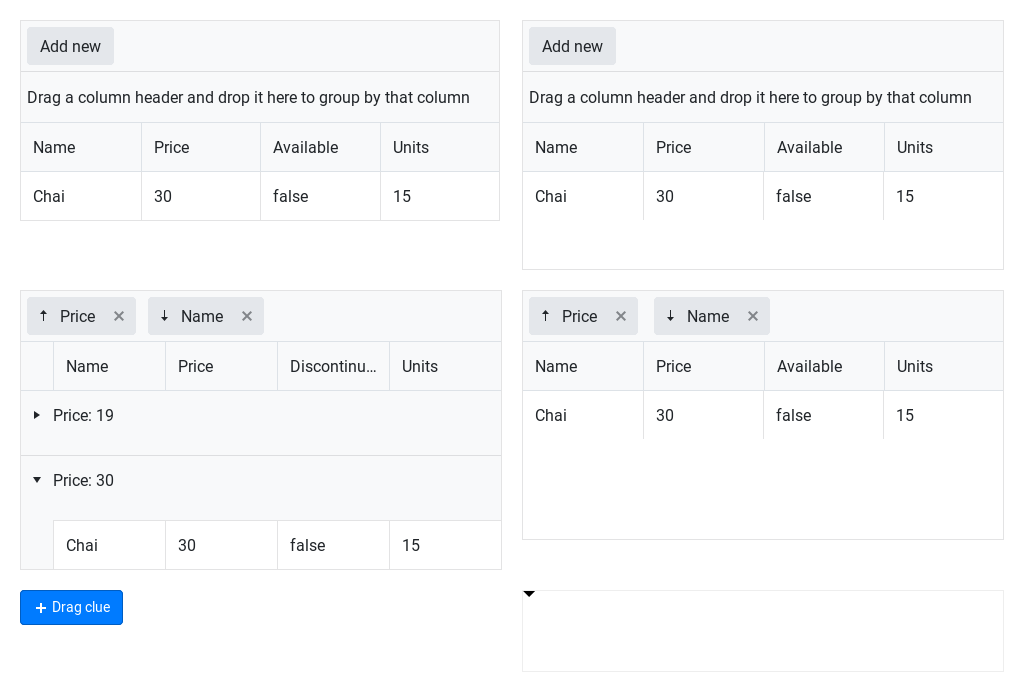 Add new
Drag a column header and drop it here to group by that column
Name Price Available Units
Chai 30 false 15
Add new
Drag a column header and drop it here to group by that column
Name Price Available Units
Chai 30 false 15
Price Name
Name Price Discontinu... Units
Price: 19
Price: 30
Chai 30 false 15
Price Name
Name Price Available Units
Chai 30 false 15
Drag clue